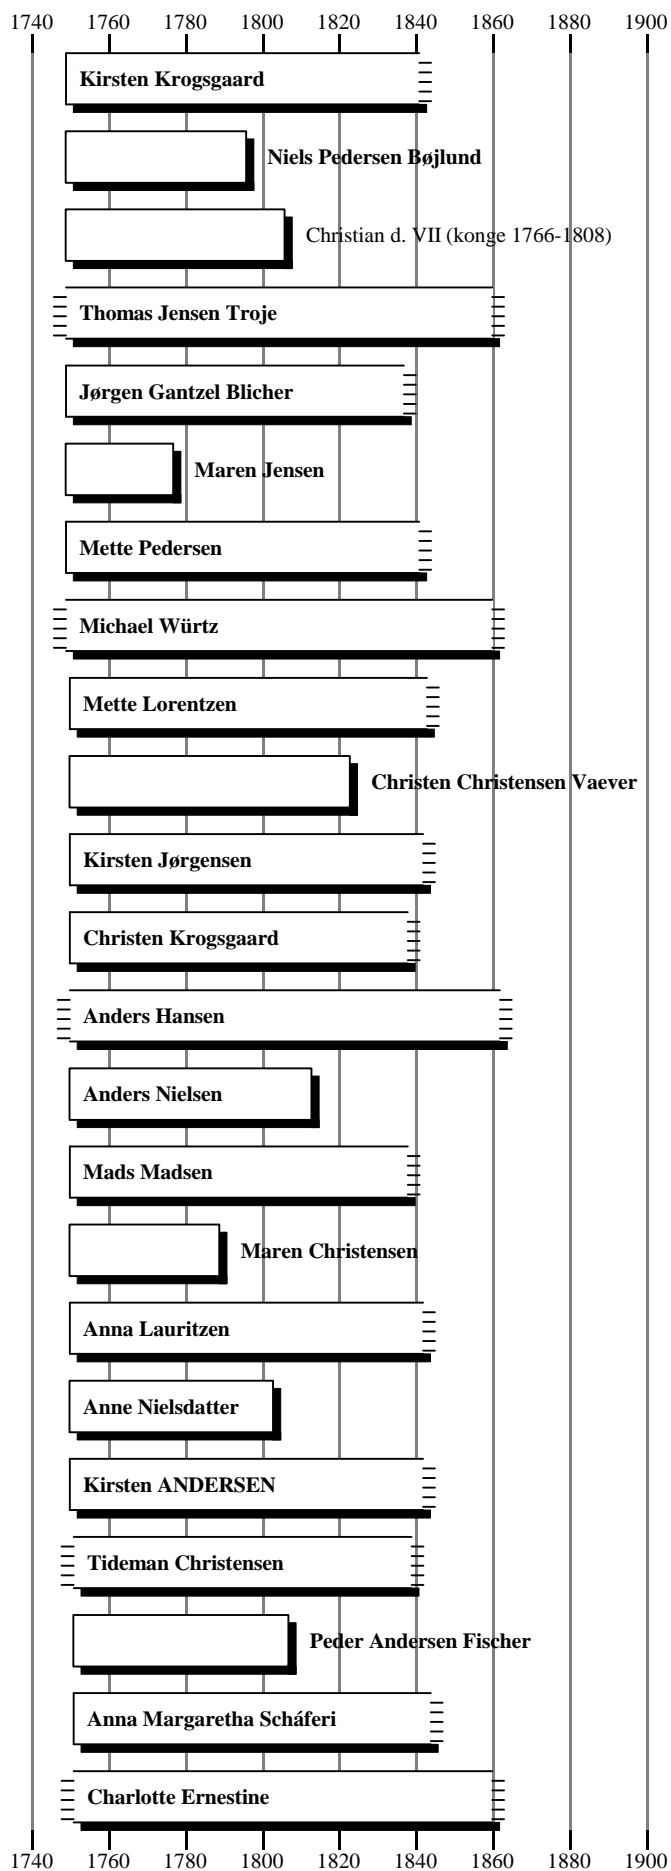 1740 1760 1780 1800 1820 1840 1860 1880 1900
Kirsten Krogsgaard
Niels Pedersen Bøjlund
Christian d. VII (konge 1766-1808)
Thomas Jensen Troje
Jørgen Gantzel Blicher
Maren Jensen
Mette Pedersen
Michael Würtz
Mette Lorentzen
Christen Christensen Vaever
Kirsten Jørgensen
Christen Krogsgaard
Anders Hansen
Anders Nielsen
Mads Madsen
Maren Christensen
Anna Lauritzen
Anne Nielsdatter
Kirsten ANDERSEN
Tideman Christensen
Peder Andersen Fischer
Anna Margaretha Scháferi
Charlotte Ernestine
1740 1760 1780 1800 1820 1840 1860 1880 1900